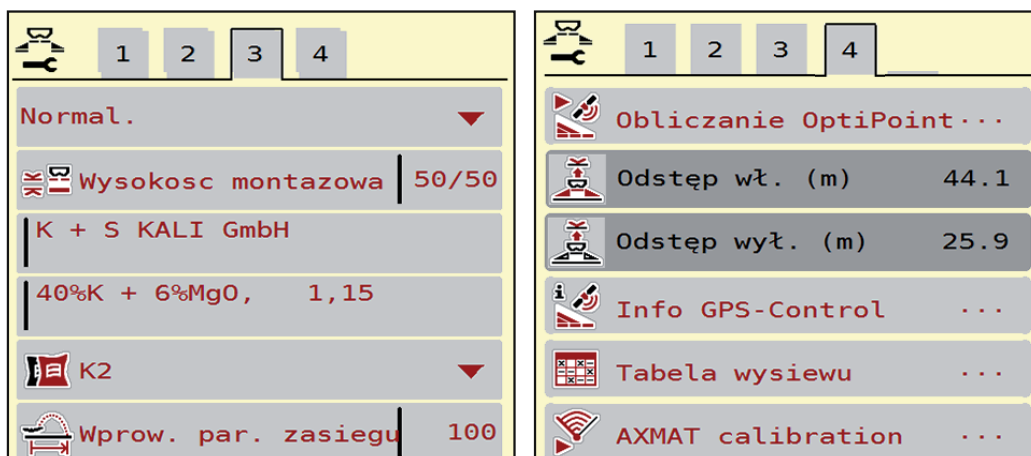 1 2 3 4
Normal.
Wysokosc montazowa 50/50
K + S KALI GmbH
40%K + 6%MgO, 1,15
K2
Wprow. par. zasiegu 100
1 2 3 4
Obliczanie OptiPoint...
Odstęp wł. (m) 44.1
Odstęp wył. (m) 25.9
Info GPS-Control ...
Tabela wysiewu ...
AXMAT calibration ...